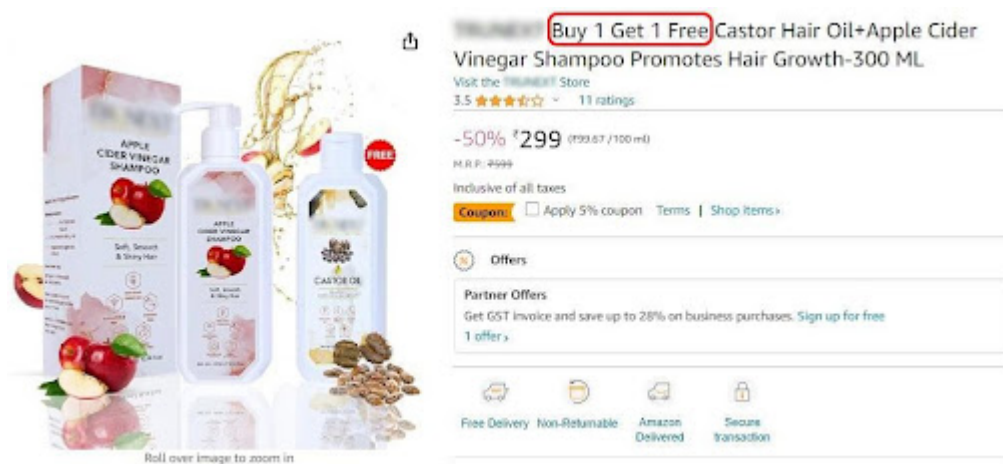 APPLE
CIDER VINEGAR
SHAMPOO
Soft, Smooth
& Shiny Hair
APPLE
CIDER VINEGAR
SHAMPOO
Soft, Smooth
& Shiny Hair
FREE
CASTOR OIL
Roll over image to zoom in
Buy 1 Get 1 Free Castor Hair Oil+Apple Cider
Vinegar Shampoo Promotes Hair Growth-300 ML
Visit the Store
3.5 11 ratings
-50% ₹299 (₹99.67 /100 ml)
M.R.P.: ₹599
Inclusive of all taxes
Coupon: Apply 5% coupon Terms | Shop items>
Offers
Partner Offers
Get GST invoice and save up to 28% on business purchases. Sign up for free
1 offer>
Free Delivery
Non-Returnable
Amazon
Delivered
Secure
transaction